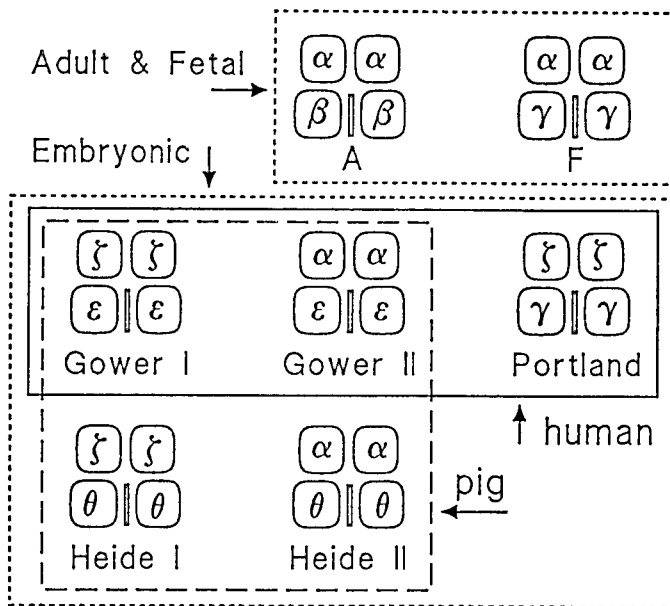 Adult & Fetal
α α α α
β β γ γ
A F
Embryonic
ζ ζ α α ζ ζ
ε ε ε ε γ γ
Gower I Gower II Portland
human
ζ ζ α α
θ θ θ θ
pig
Heide I Heide II